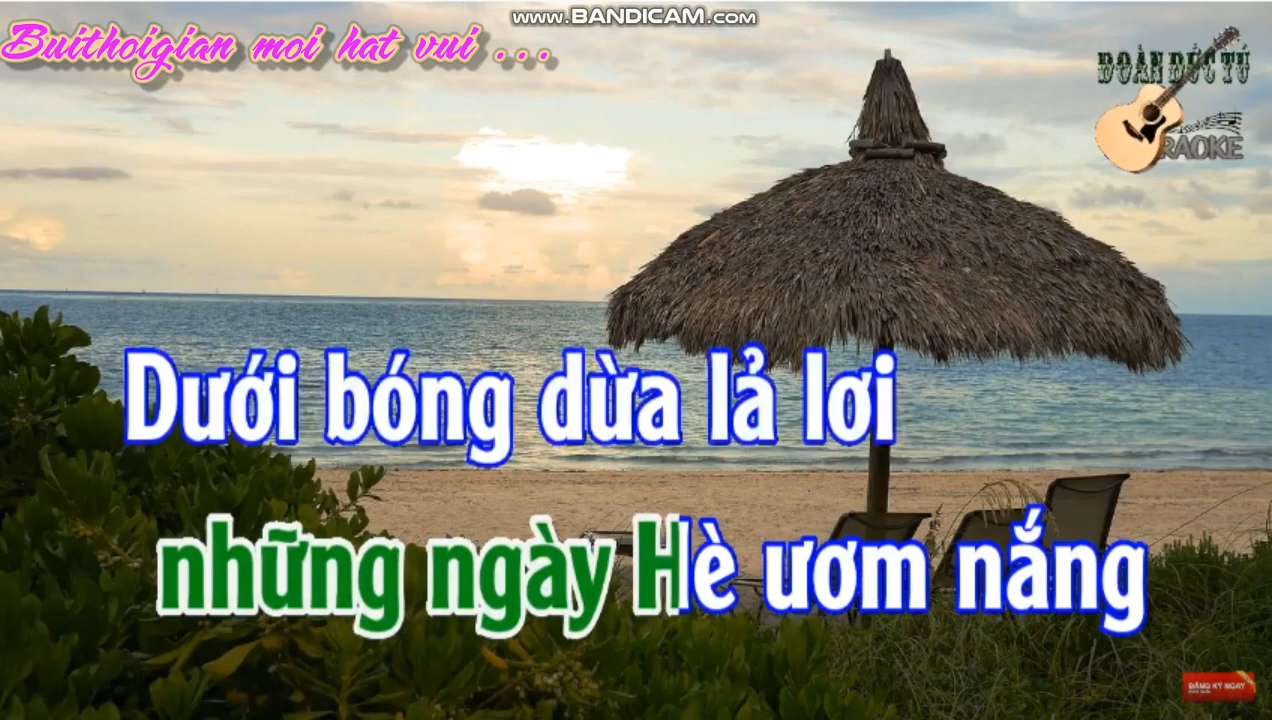 www.BANDICAM.com
Buithoigian moi hat vui . . .
ĐOÀN ĐỨC TÚ
RAOKE
Dưới bóng dừa lả lơi
những ngày Hè ươm nắng
ĐĂNG KÝ NGAY